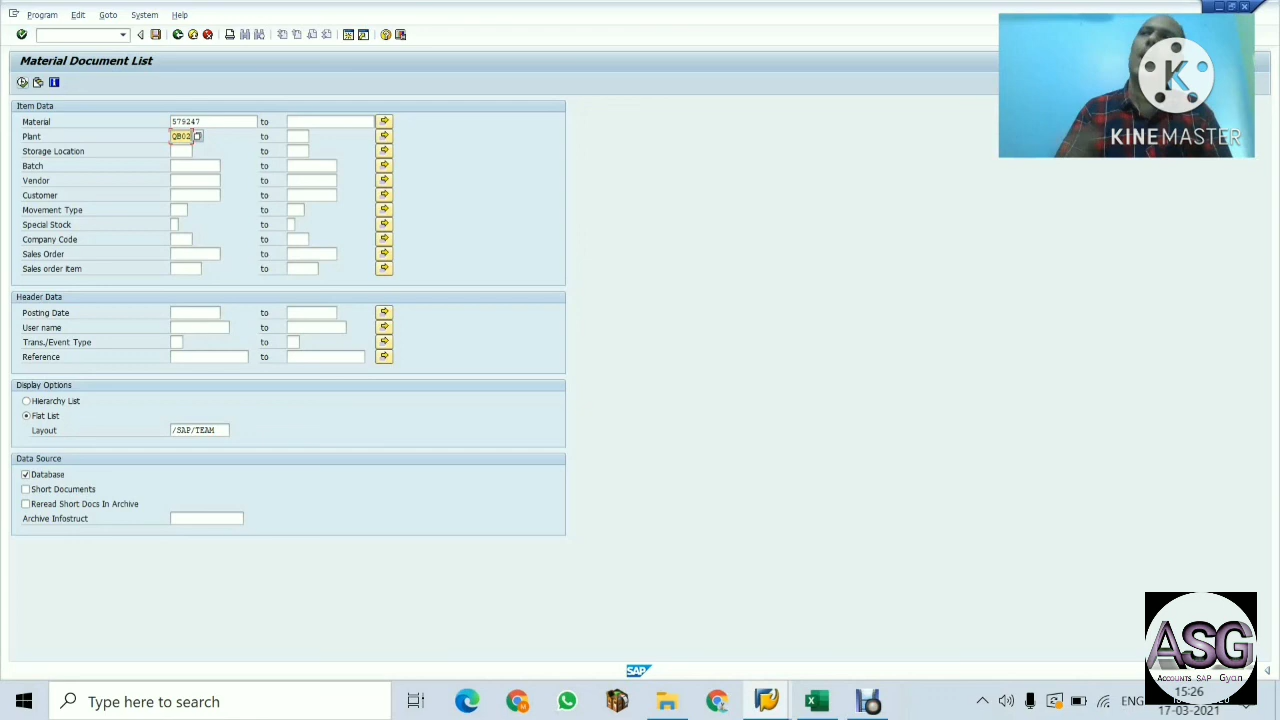 Program Edit Goto System Help
Material Document List
Item Data
Material 579247 to
Plant QB02 to
Storage Location to
Batch to
Vendor to
Customer to
Movement Type to
Special Stock to
Company Code to
Sales Order to
Sales order item to
Header Data
Posting Date to
User name to
Trans./Event Type to
Reference to
Display Options
Hierarchy List
Flat List
Layout /SAP/TEAM
Data Source
Database
Short Documents
Reread Short Docs In Archive
Archive Infostruct
K
KINEMASTER
SAP
ASG
Accounts SAP Gyan
Type here to search
ENG
15:26
17-03-2021